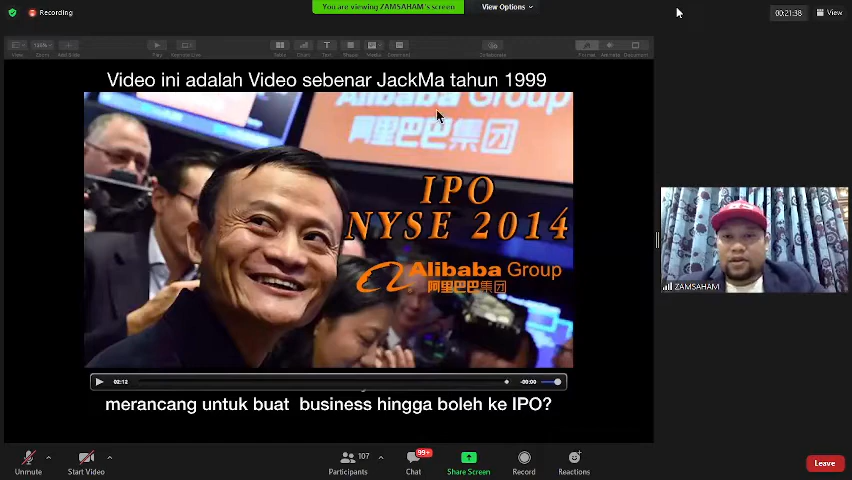 Recording
You are viewing ZAMSAHAM's screen
View Options
00:21:38
View
Video ini adalah Video sebenar JackMa tahun 1999
Alibaba Group
阿里巴巴集团
IPO
NYSE 2014
Alibaba Group
阿里巴巴集团
02:12
-00:00
merancang untuk buat business hingga boleh ke IPO?
ZAMSAHAM
Unmute
Start Video
107
Participants
99+
Chat
Share Screen
Record
Reactions
Leave